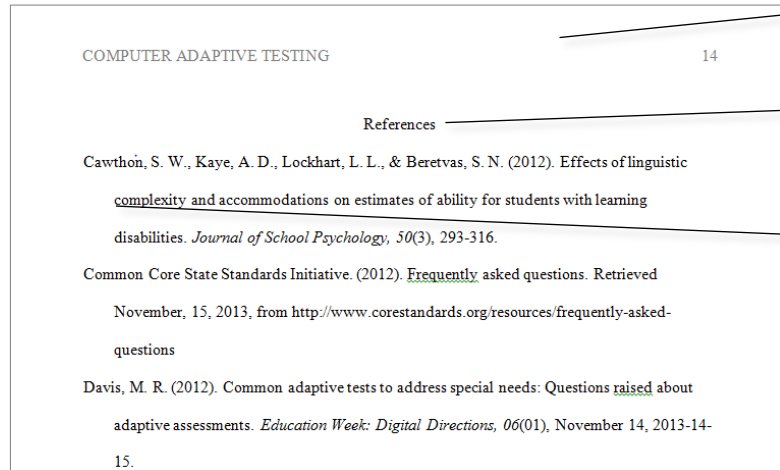 COMPUTER ADAPTIVE TESTING 14
References
Cawthon, S. W., Kaye, A. D., Lockhart, L. L., & Beretvas, S. N. (2012). Effects of linguistic
complexity and accommodations on estimates of ability for students with learning
disabilities. Journal of School Psychology, 50(3), 293-316.
Common Core State Standards Initiative. (2012). Frequently asked questions. Retrieved
November, 15, 2013, from http://www.corestandards.org/resources/frequently-asked-
questions
Davis, M. R. (2012). Common adaptive tests to address special needs: Questions raised about
adaptive assessments. Education Week: Digital Directions, 06(01), November 14, 2013-14-
15.